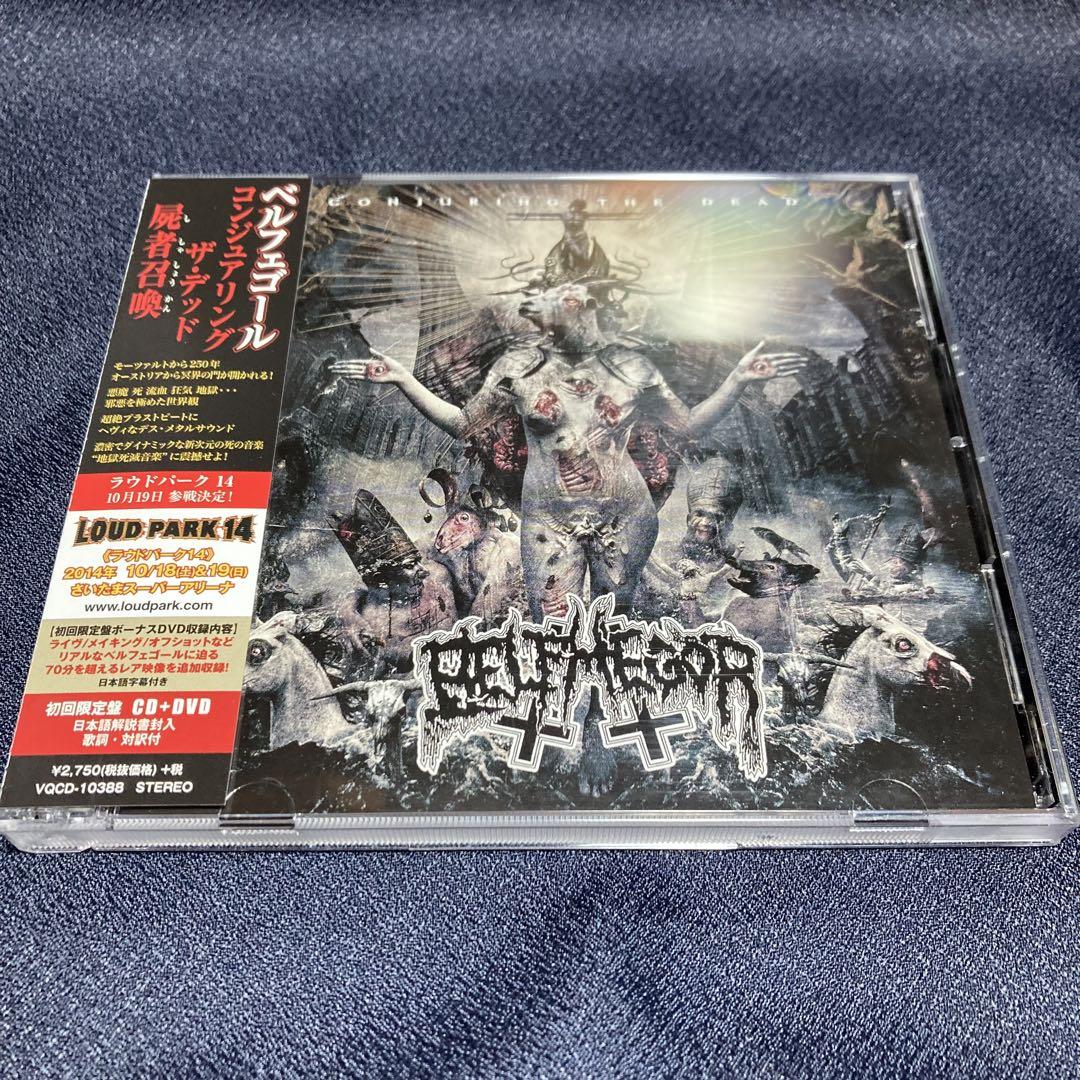 ベルフェゴール
コンジュアリング
ザ・デッド
屍者召喚
し しゃ しょう かん
モーツァルトから250年
オーストリアから冥界の門が開かれる！
悪魔 死 流血 狂気 地獄・・・
邪悪を極めた世界観
超絶ブラストビートに
ヘヴィなデス・メタルサウンド
濃密でダイナミックな新次元の死の音楽
“地獄死滅音楽”に震撼せよ！
ラウドパーク 14
10月19日 参戦決定！
LOUD PARK 14
《ラウドパーク14》
2014年 10/18(土)&19(日)
さいたまスーパーアリーナ
www.loudpark.com
【初回限定盤ボーナスDVD収録内容】
ライヴ/メイキング/オフショットなど
リアルなベルフェゴールに迫る
70分を超えるレア映像を追加収録!
日本語字幕付き
初回限定盤 CD+DVD
日本語解説書封入
歌詞・対訳付
¥2,750(税抜価格) +税
VQCD-10388 STEREO
CONJURING THE DEAD
BELPHEGOR